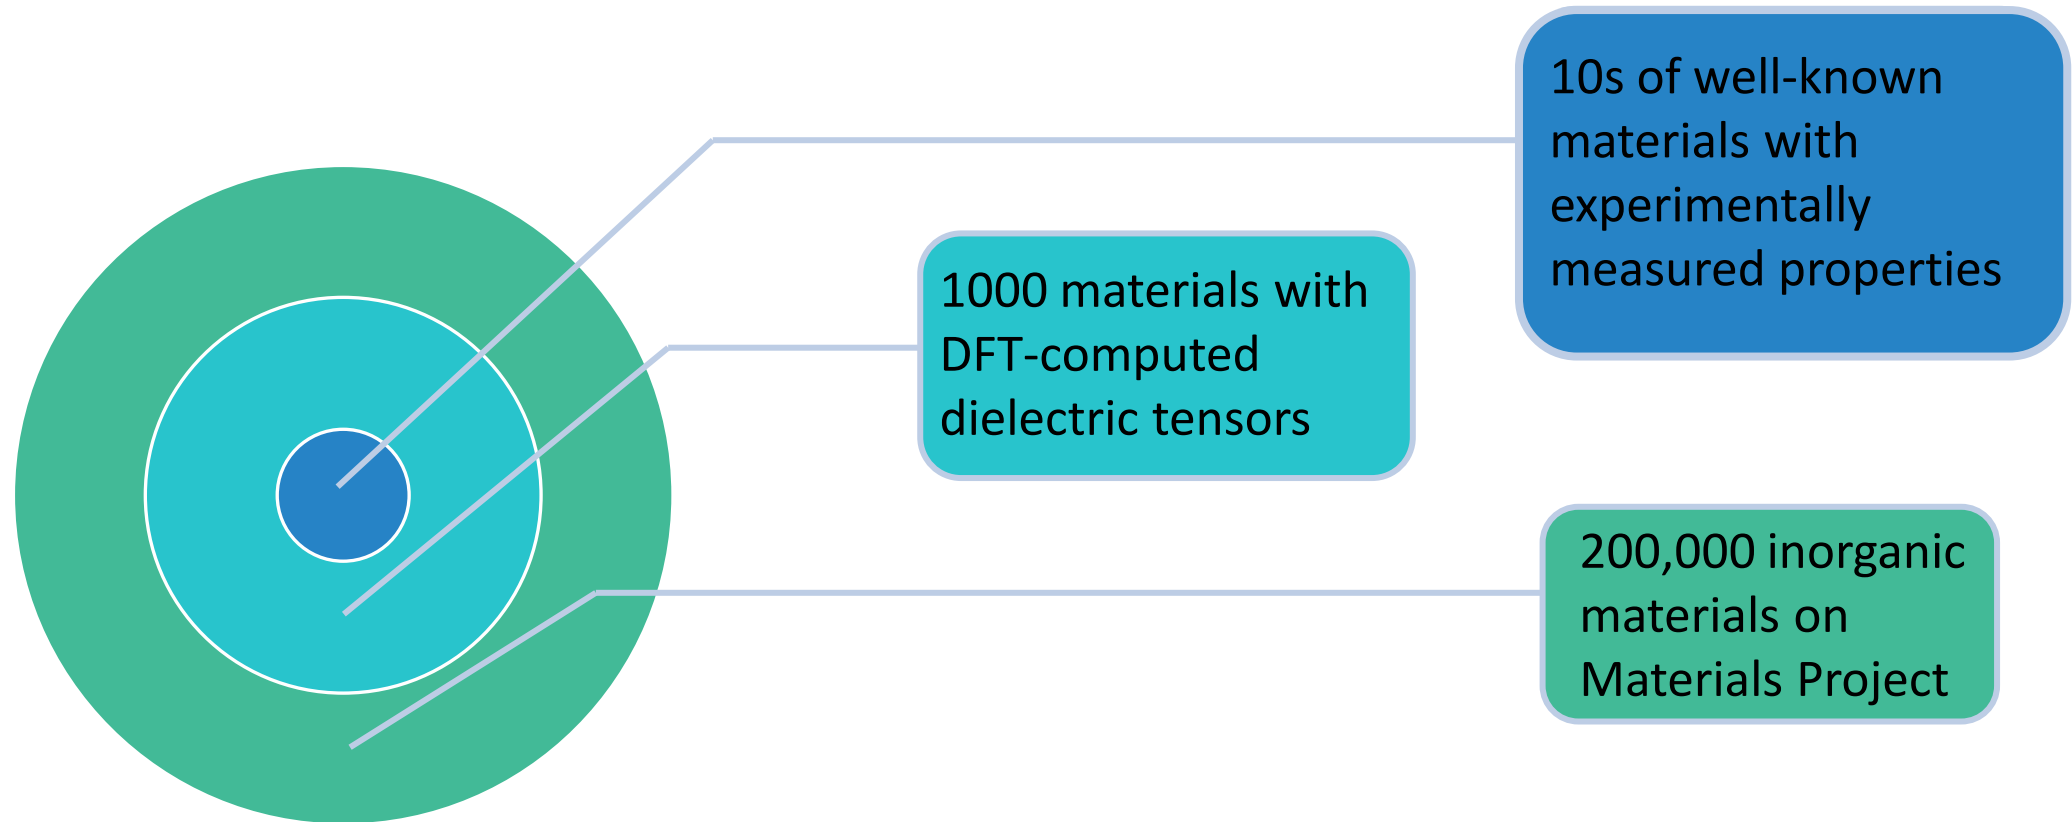 10s of well-known
materials with
experimentally
measured properties
1000 materials with
DFT-computed
dielectric tensors
200,000 inorganic
materials on
Materials Project